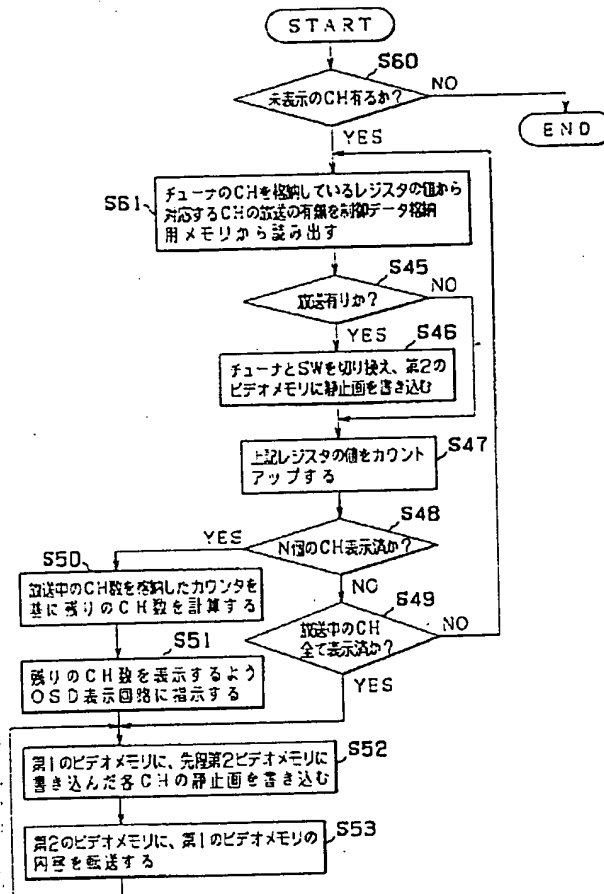 START
S60
未表示のCH有るか?
NO
END
YES
S61
チューナのCHを格納しているレジスタの値から
対応するCHの放送の有無を制御データ格納
用メモリから読み出す
S45
放送有りか?
NO
YES
S46
チューナとSWを切り換え、第2の
ビデオメモリに静止画を書き込む
S47
上記レジスタの値をカウント
アップする
S48
N個のCH表示済か?
YES
NO
S50
放送中のCH数を格納したカウンタを
基に残りのCH数を計算する
S49
放送中のCH
全て表示済か?
NO
YES
S51
残りのCH数を表示するよう
OSD表示回路に指示する
S52
第1のビデオメモリに、先程第2ビデオメモリに
書き込んだ各CHの静止画を書き込む
S53
第2のビデオメモリに、第1のビデオメモリの
内容を転送する